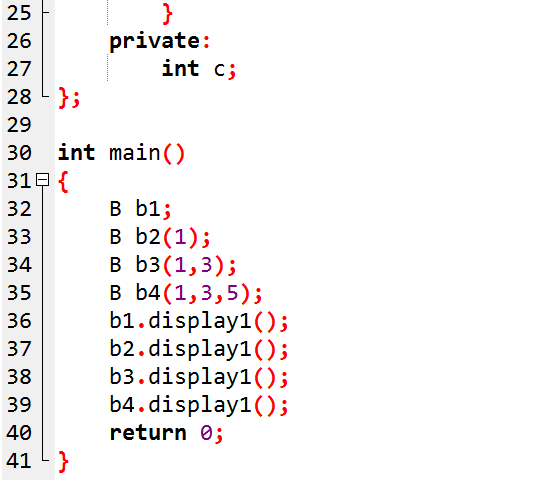 25         }
26     private:
27         int c;
28 };
29
30 int main()
31 {
32     B b1;
33     B b2(1);
34     B b3(1,3);
35     B b4(1,3,5);
36     b1.display1();
37     b2.display1();
38     b3.display1();
39     b4.display1();
40     return 0;
41 }